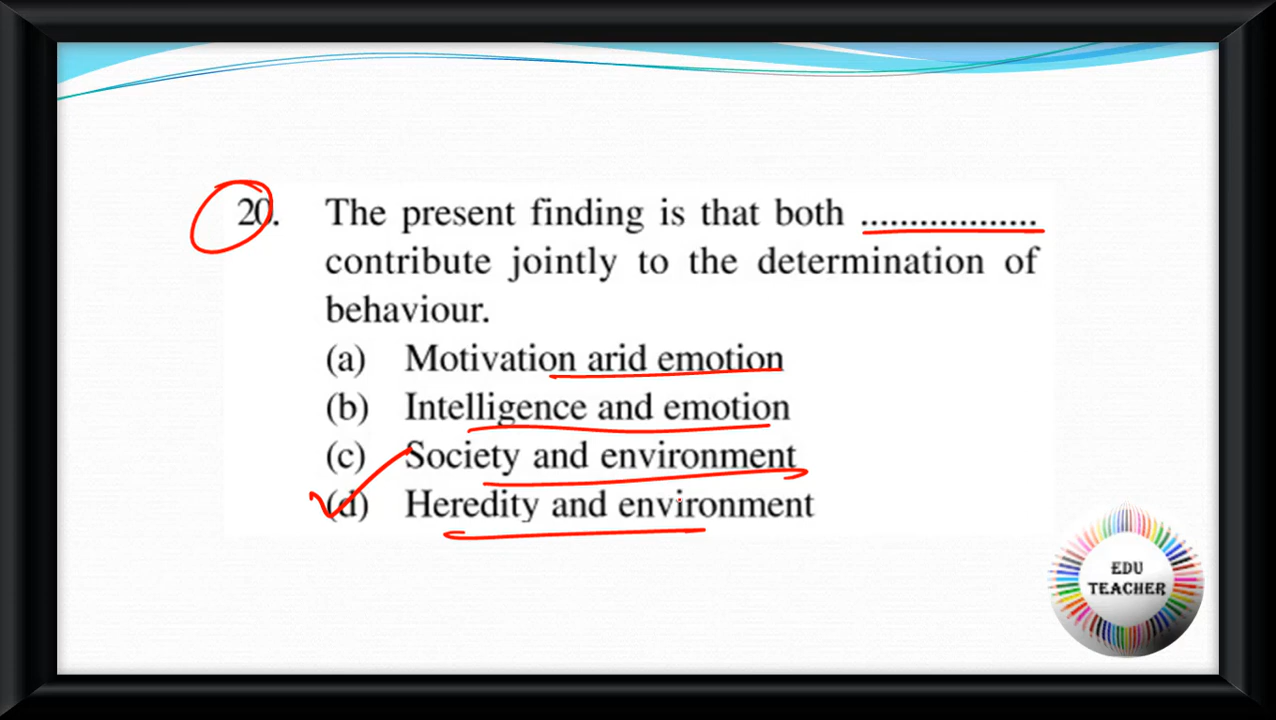 20. The present finding is that both ..................
contribute jointly to the determination of
behaviour.
(a) Motivation arid emotion
(b) Intelligence and emotion
(c) Society and environment
(d) Heredity and environment
EDU
TEACHER